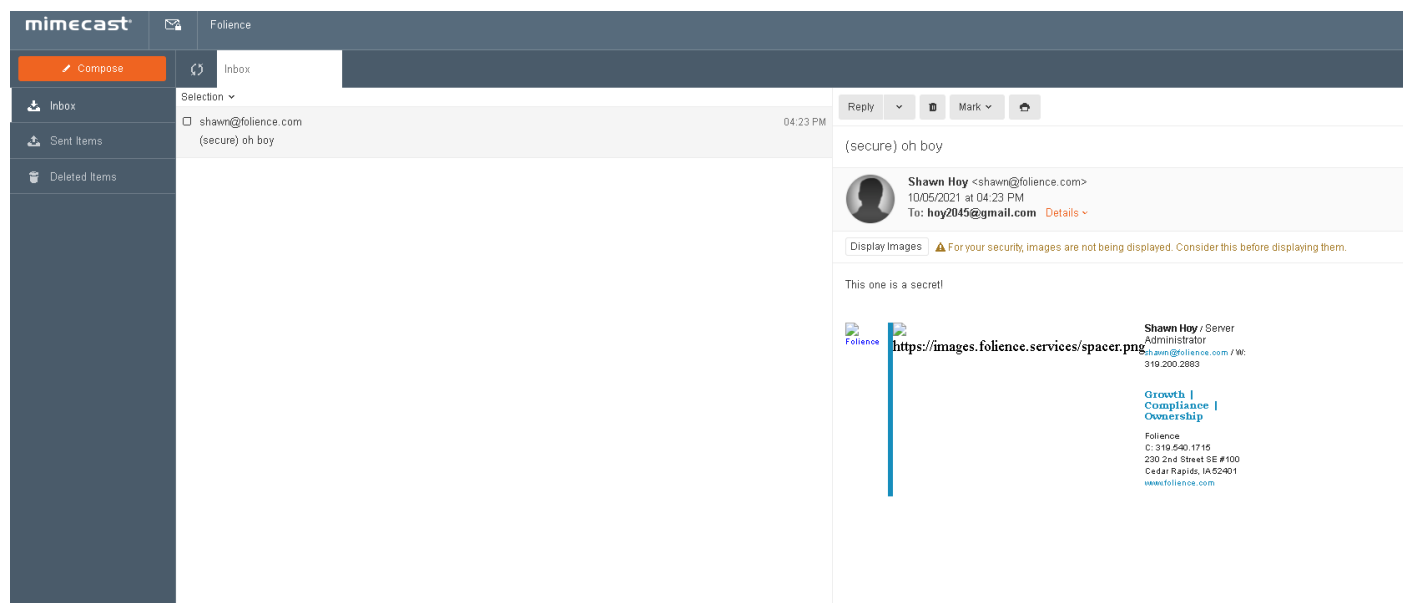 mimecast
Folience
Compose
Inbox
Inbox
Sent Items
Deleted Items
Selection
shawn@folience.com 04:23 PM
(secure) oh boy
Reply Mark
(secure) oh boy
Shawn Hoy <shawn@folience.com>
10/05/2021 at 04:23 PM
To: hoy2045@gmail.com Details
Display Images For your security, images are not being displayed. Consider this before displaying them.
This one is a secret!
Folience
https://images.folience.services/spacer.png
Shawn Hoy / Server
Administrator
shawn@folience.com / W:
319.200.2883
Growth |
Compliance |
Ownership
Folience
C: 319.540.1715
230 2nd Street SE #100
Cedar Rapids, IA 52401
www.folience.com